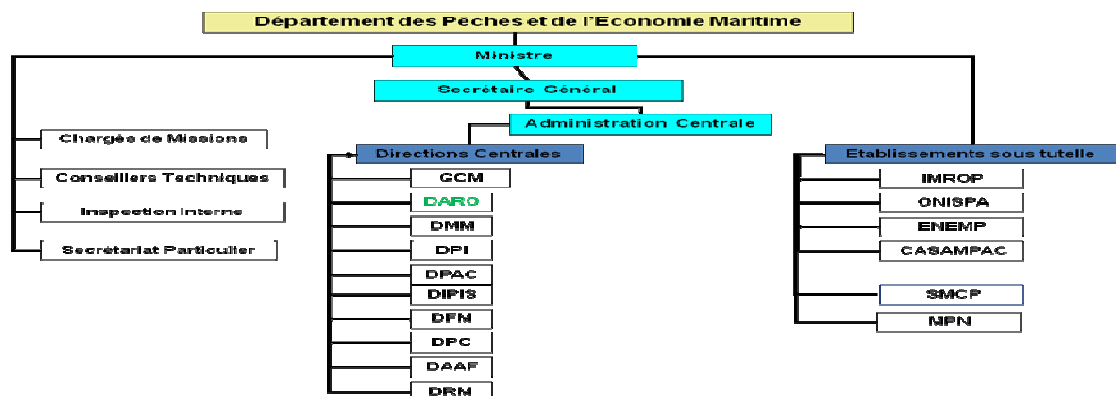 Département des Pêches et de l'Economie Maritime
Ministre
Secrétaire Général
Administration Centrale
Chargés de Missions
Conseillers Techniques
Inspection Interne
Secrétariat Particulier
Directions Centrales
GCM
DARO
DMM
DPI
DPAC
DIPIS
DFM
DPC
DAAF
DRM
Etablissements sous tutelle
IMROP
ONISPA
ENEMP
CASAMPAC
SMCP
MPN